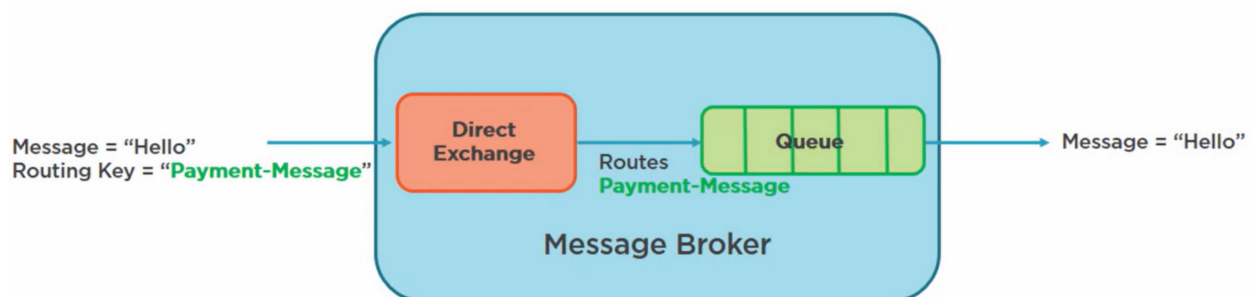 Message = “Hello”
Routing Key = “Payment-Message”
Direct
Exchange
Routes
Payment-Message
Queue
Message = “Hello”
Message Broker